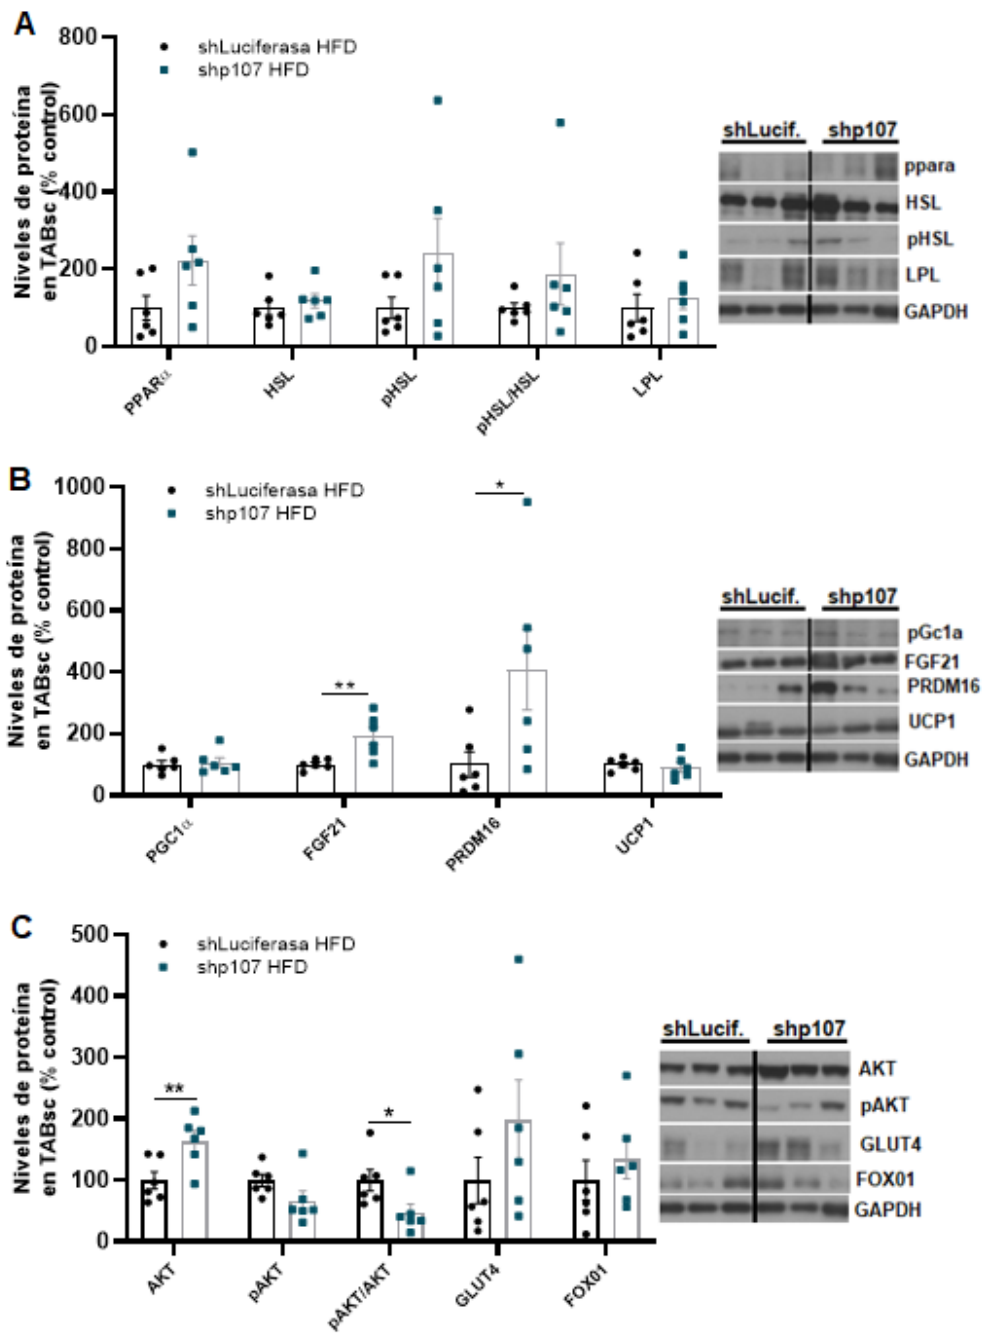 A
Niveles de proteína
en TABsc (% control)
800
600
400
200
0
shLuciferasa HFD
shp107 HFD
PPARα
HSL
pHSL
pHSL/HSL
LPL
shLucif. shp107
ppara
HSL
pHSL
LPL
GAPDH
B
Niveles de proteína
en TABsc (% control)
1000
800
600
400
200
0
shLuciferasa HFD
shp107 HFD
**
*
PGC1α
FGF21
PRDM16
UCP1
shLucif. shp107
pGc1a
FGF21
PRDM16
UCP1
GAPDH
C
Niveles de proteína
en TABsc (% control)
500
400
300
200
100
0
shLuciferasa HFD
shp107 HFD
**
*
AKT
pAKT
pAKT/AKT
GLUT4
FOX01
shLucif. shp107
AKT
pAKT
GLUT4
FOX01
GAPDH